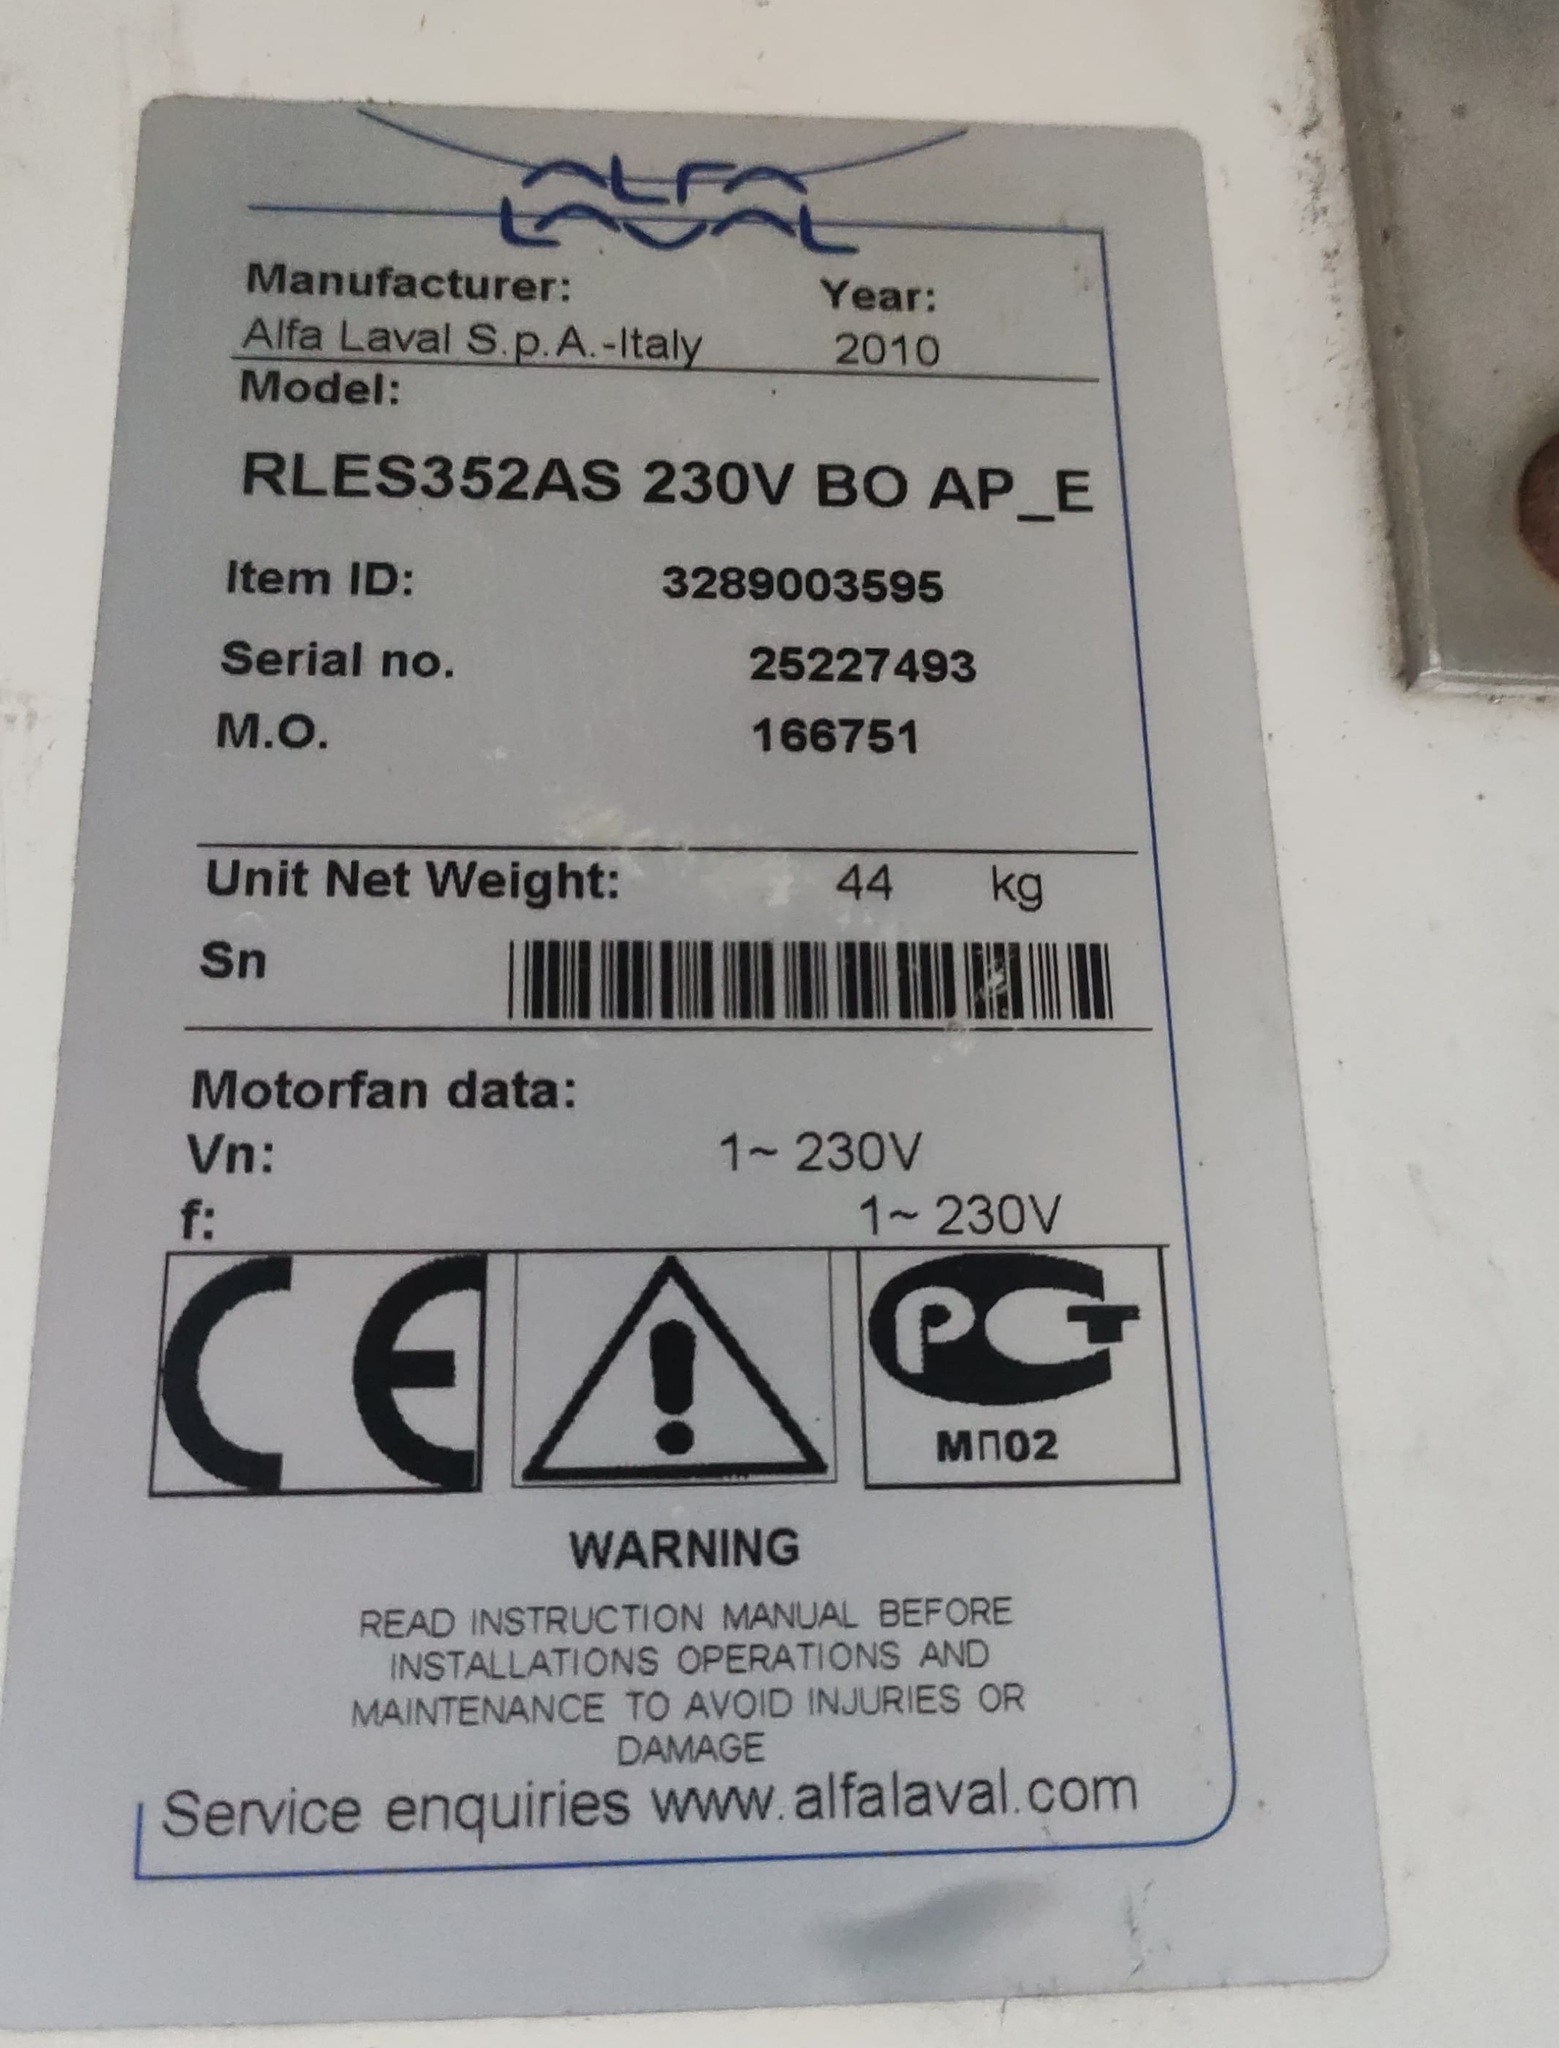 ALFA
LAVAL
Manufacturer: Year:
Alfa Laval S.p.A.-Italy 2010
Model:
RLES352AS 230V BO AP_E
Item ID: 3289003595
Serial no. 25227493
M.O. 166751
Unit Net Weight: 44 kg
Sn
Motorfan data:
Vn: 1~ 230V
f: 1~ 230V
CE
РСТ
МП02
WARNING
READ INSTRUCTION MANUAL BEFORE
INSTALLATIONS OPERATIONS AND
MAINTENANCE TO AVOID INJURIES OR
DAMAGE
Service enquiries www.alfalaval.com